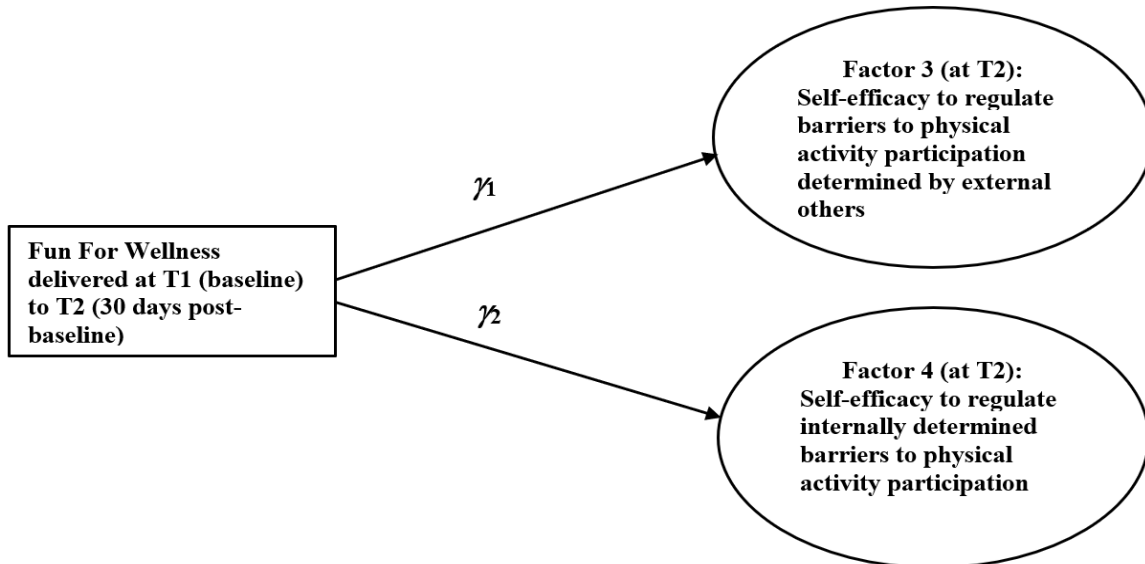 Factor 3 (at T2):
Self-efficacy to regulate
barriers to physical
activity participation
determined by external
others
γ1
Fun For Wellness
delivered at T1 (baseline)
to T2 (30 days post-
baseline)
γ2
Factor 4 (at T2):
Self-efficacy to regulate
internally determined
barriers to physical
activity participation